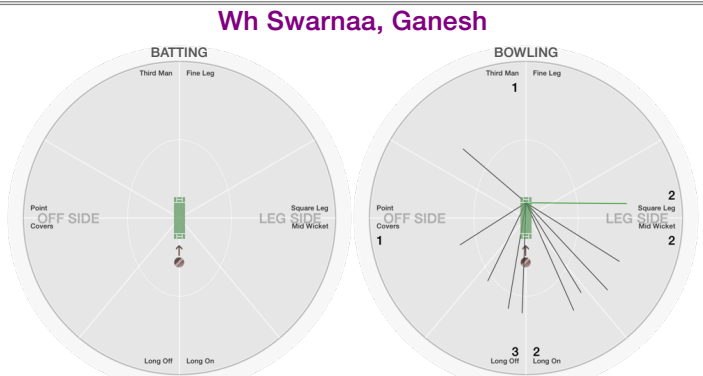 Wh Swarnaa, Ganesh
BATTING
Third Man Fine Leg
Point
OFF SIDE
Covers
Square Leg
LEG SIDE
Mid Wicket
Long Off Long On
BOWLING
Third Man Fine Leg
1
Point
OFF SIDE
Covers
1
2
Square Leg
LEG SIDE
Mid Wicket
2
3 2
Long Off Long On